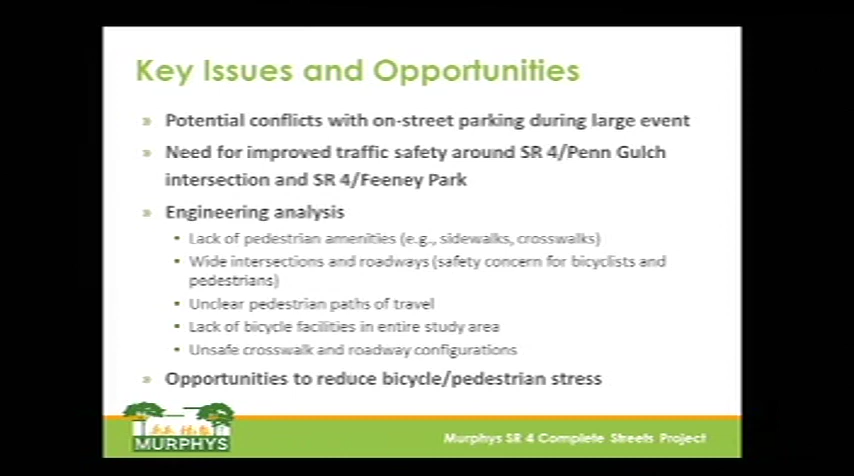 Key Issues and Opportunities
» Potential conflicts with on-street parking during large event
» Need for improved traffic safety around SR 4/Penn Gulch
intersection and SR 4/Feeney Park
» Engineering analysis
• Lack of pedestrian amenities (e.g., sidewalks, crosswalks)
• Wide intersections and roadways (safety concern for bicyclists and
pedestrians)
• Unclear pedestrian paths of travel
• Lack of bicycle facilities in entire study area
• Unsafe crosswalk and roadway configurations
» Opportunities to reduce bicycle/pedestrian stress
MURPHYS
Murphys SR 4 Complete Streets Project